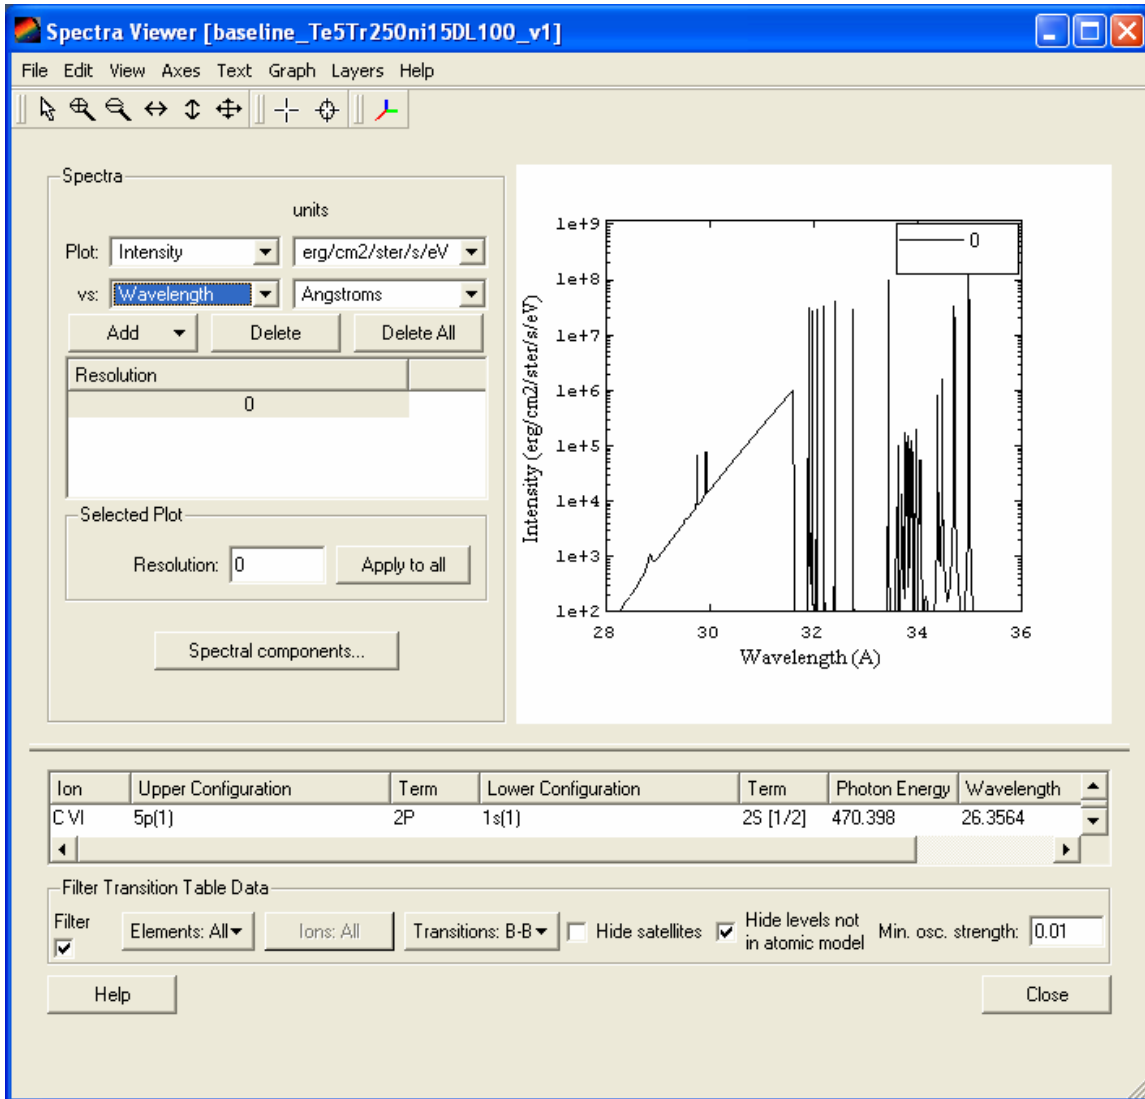 Spectra Viewer [baseline_Te5Tr250ni15DL100_v1]
File Edit View Axes Text Graph Layers Help
Spectra
units
Plot: Intensity erg/cm2/ster/s/eV
vs: Wavelength Angstroms
Add Delete Delete All
Resolution
0
Selected Plot
Resolution: 0 Apply to all
Spectral components...
0
1e+9
1e+8
1e+7
1e+6
1e+5
1e+4
1e+3
1e+2
Intensity (erg/cm2/ster/s/eV)
28 30 32 34 36
Wavelength (A)
Ion Upper Configuration Term Lower Configuration Term Photon Energy Wavelength
C VI 5p(1) 2P 1s(1) 2S [1/2] 470.398 26.3564
Filter Transition Table Data
Filter Elements: All Ions: All Transitions: B-B Hide satellites Hide levels not in atomic model Min. osc. strength: 0.01
Help Close